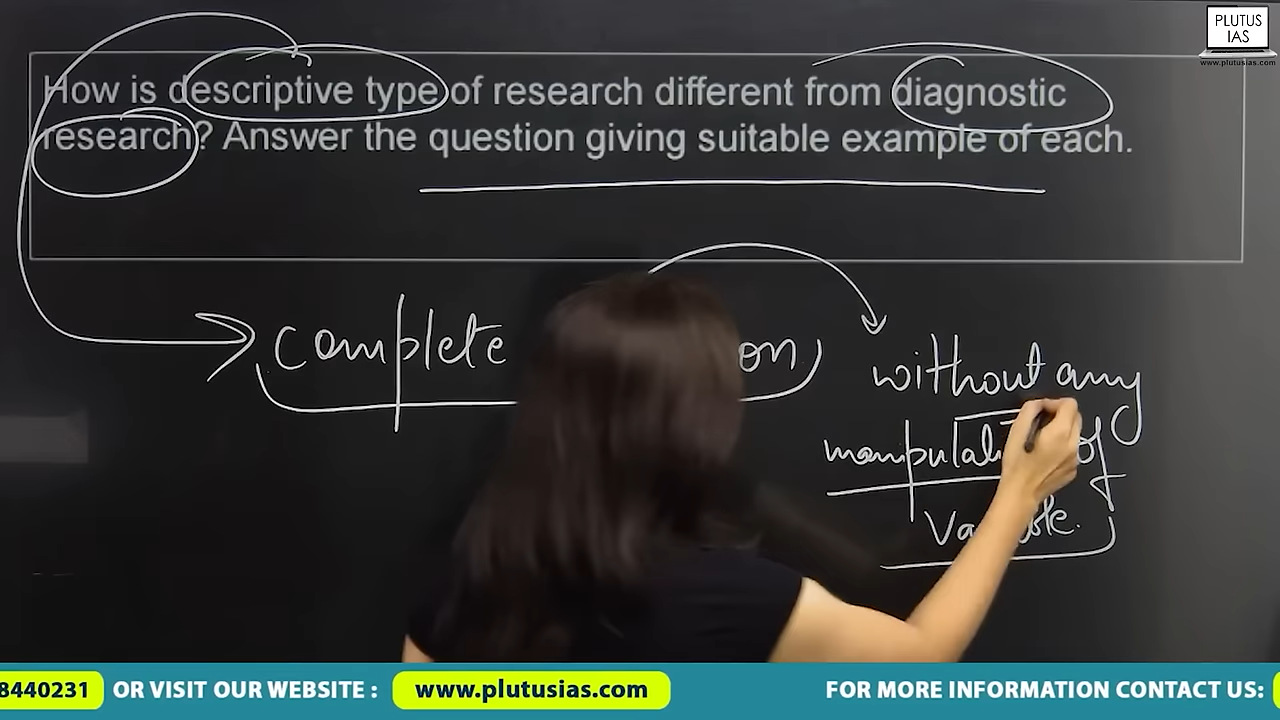 PLUTUS
IAS
www.plutusias.com
How is descriptive type of research different from diagnostic
research? Answer the question giving suitable example of each.
complete
without any
of
8440231 OR VISIT OUR WEBSITE : www.plutusias.com FOR MORE INFORMATION CONTACT US: